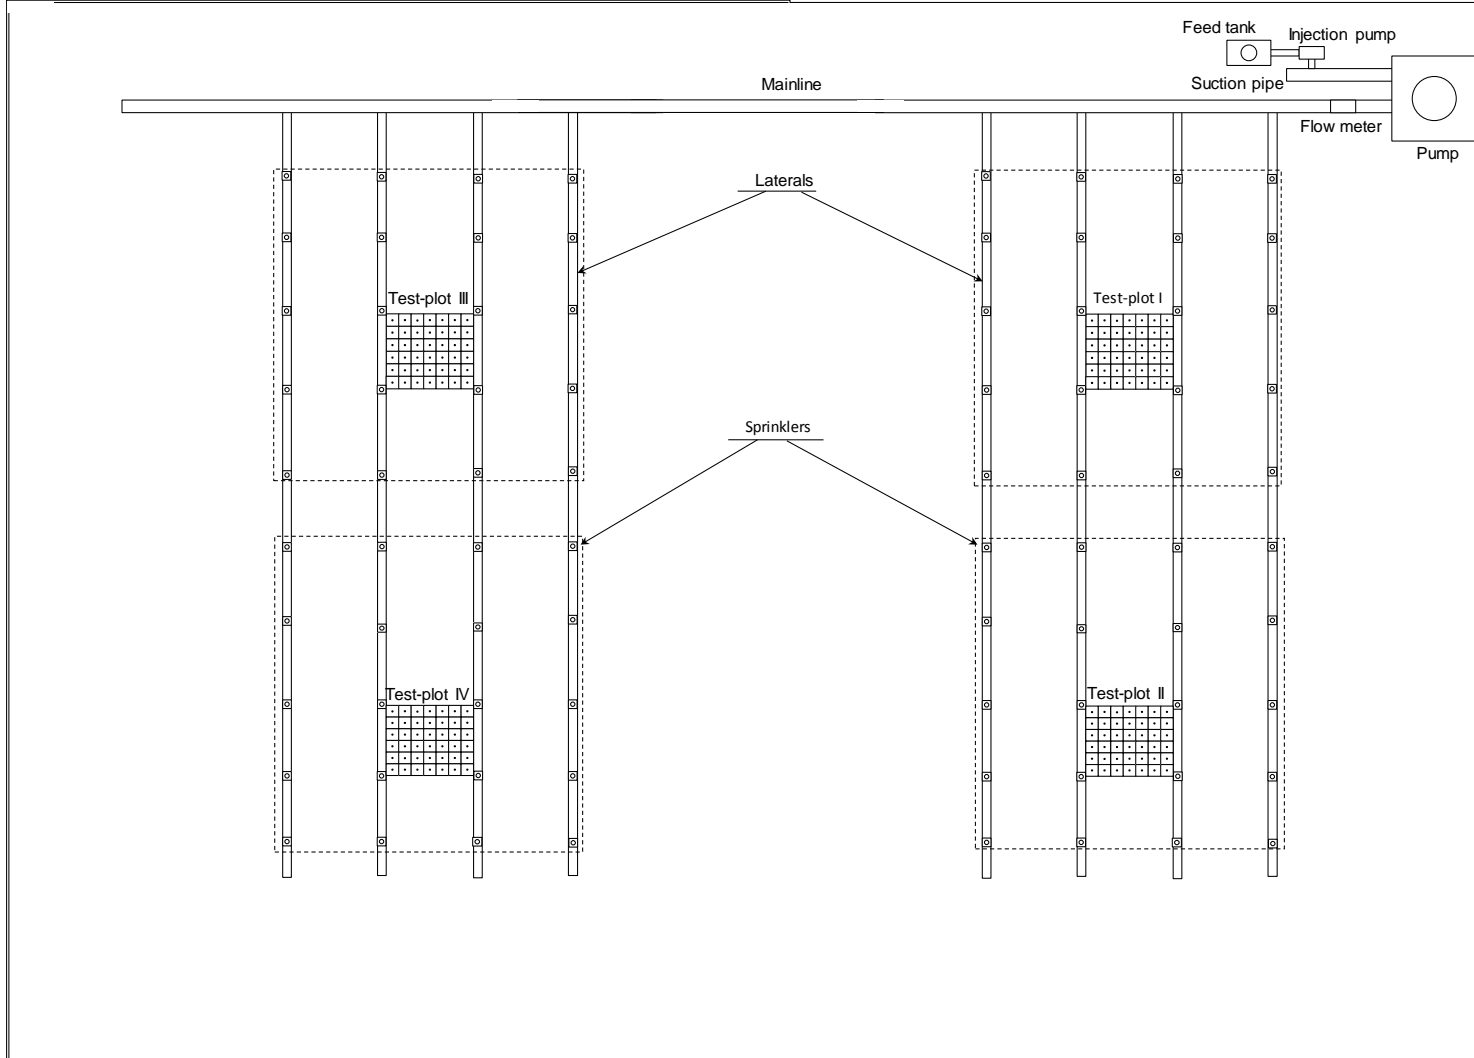 Feed tank
Injection pump
Mainline
Suction pipe
Flow meter
Pump
Laterals
Test-plot Ⅲ
Test-plot I
Sprinklers
Test-plot Ⅳ
Test-plot Ⅱ